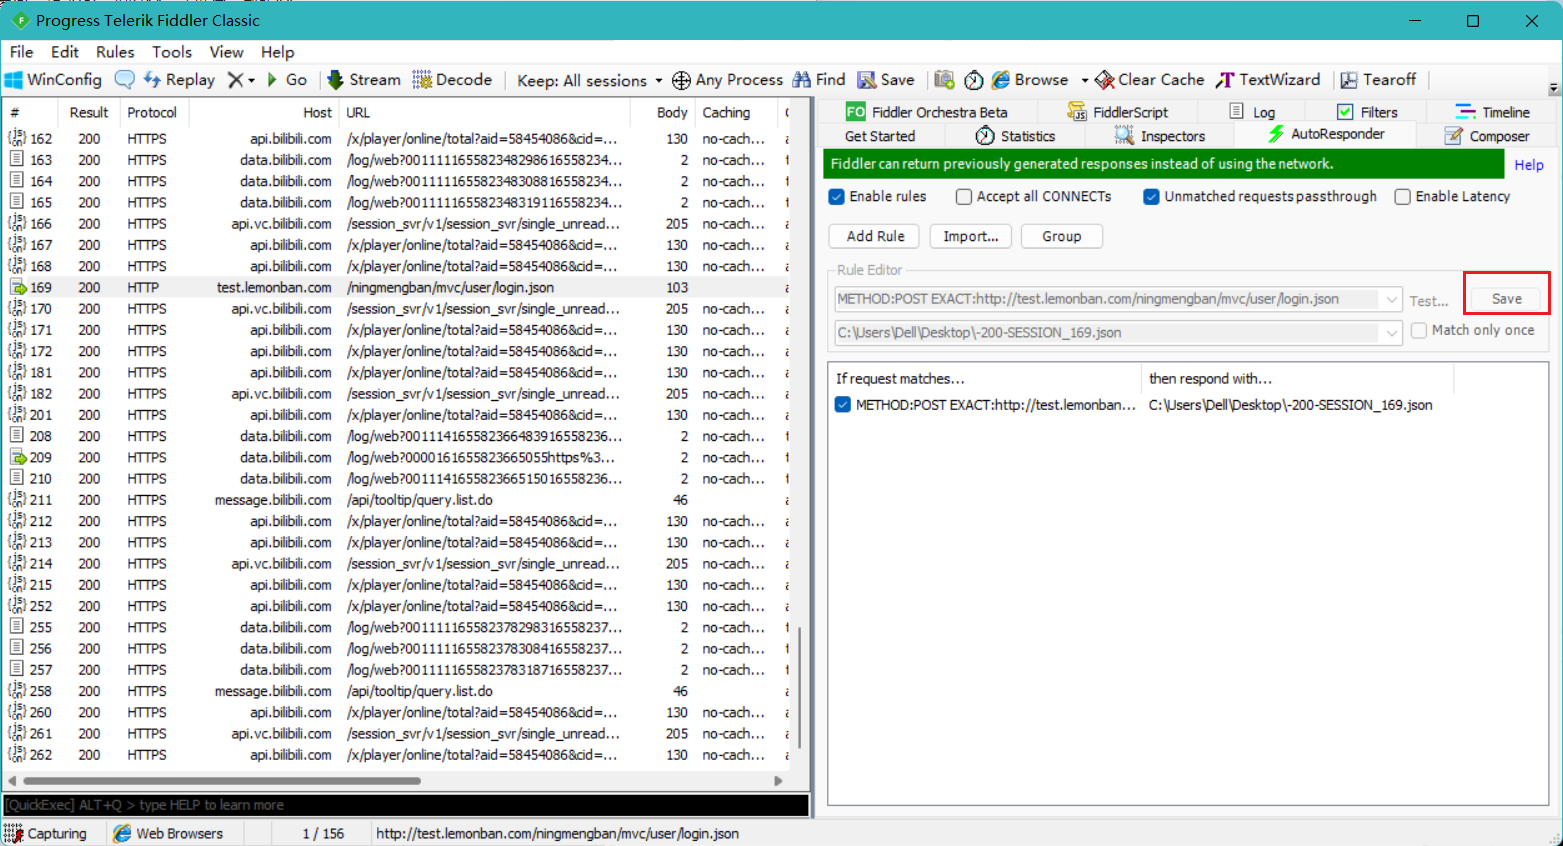 Progress Telerik Fiddler Classic
File Edit Rules Tools View Help
WinConfig Replay Go Stream Decode Keep: All sessions Any Process Find Save Browse Clear Cache TextWizard Tearoff
# Result Protocol Host URL Body Caching
162 200 HTTPS api.bilibili.com /x/player/online/total?aid=58454086&cid=... 130 no-cach...
163 200 HTTPS data.bilibili.com /log/web?001111165582348298616558234... 2 no-cach...
164 200 HTTPS data.bilibili.com /log/web?001111165582348308816558234... 2 no-cach...
165 200 HTTPS data.bilibili.com /log/web?001111165582348319116558234... 2 no-cach...
166 200 HTTPS api.vc.bilibili.com /session_svr/v1/session_svr/single_unread... 205 no-cach...
167 200 HTTPS api.bilibili.com /x/player/online/total?aid=58454086&cid=... 130 no-cach...
168 200 HTTPS api.bilibili.com /x/player/online/total?aid=58454086&cid=... 130 no-cach...
169 200 HTTP test.lemonban.com /ningmengban/mvc/user/login.json 103
170 200 HTTPS api.vc.bilibili.com /session_svr/v1/session_svr/single_unread... 205 no-cach...
171 200 HTTPS api.bilibili.com /x/player/online/total?aid=58454086&cid=... 130 no-cach...
172 200 HTTPS api.bilibili.com /x/player/online/total?aid=58454086&cid=... 130 no-cach...
181 200 HTTPS api.bilibili.com /x/player/online/total?aid=58454086&cid=... 130 no-cach...
182 200 HTTPS api.vc.bilibili.com /session_svr/v1/session_svr/single_unread... 205 no-cach...
201 200 HTTPS api.bilibili.com /x/player/online/total?aid=58454086&cid=... 130 no-cach...
208 200 HTTPS data.bilibili.com /log/web?001114165582366483916558236... 2 no-cach...
209 200 HTTPS data.bilibili.com /log/web?0000161655823665055https%3... 2 no-cach...
210 200 HTTPS data.bilibili.com /log/web?001114165582366515016558236... 2 no-cach...
211 200 HTTPS message.bilibili.com /api/tooltip/query.list.do 46
212 200 HTTPS api.bilibili.com /x/player/online/total?aid=58454086&cid=... 130 no-cach...
213 200 HTTPS api.bilibili.com /x/player/online/total?aid=58454086&cid=... 130 no-cach...
214 200 HTTPS api.vc.bilibili.com /session_svr/v1/session_svr/single_unread... 205 no-cach...
215 200 HTTPS api.bilibili.com /x/player/online/total?aid=58454086&cid=... 130 no-cach...
252 200 HTTPS api.bilibili.com /x/player/online/total?aid=58454086&cid=... 130 no-cach...
255 200 HTTPS data.bilibili.com /log/web?001111165582378298316558237... 2 no-cach...
256 200 HTTPS data.bilibili.com /log/web?001111165582378308416558237... 2 no-cach...
257 200 HTTPS data.bilibili.com /log/web?001111165582378318716558237... 2 no-cach...
258 200 HTTPS message.bilibili.com /api/tooltip/query.list.do 46
260 200 HTTPS api.bilibili.com /x/player/online/total?aid=58454086&cid=... 130 no-cach...
261 200 HTTPS api.vc.bilibili.com /session_svr/v1/session_svr/single_unread... 205 no-cach...
262 200 HTTPS api.bilibili.com /x/player/online/total?aid=58454086&cid=... 130 no-cach...
[QuickExec] ALT+Q > type HELP to learn more
Capturing Web Browsers 1 / 156 http://test.lemonban.com/ningmengban/mvc/user/login.json
FO Fiddler Orchestra Beta FiddlerScript Log Filters Timeline
Get Started Statistics Inspectors AutoResponder Composer
Fiddler can return previously generated responses instead of using the network. Help
Enable rules Accept all CONNECTs Unmatched requests passthrough Enable Latency
Add Rule Import... Group
Rule Editor
METHOD:POST EXACT:http://test.lemonban.com/ningmengban/mvc/user/login.json Test... Save
C:\Users\Dell\Desktop\-200-SESSION_169.json Match only once
If request matches... then respond with...
METHOD:POST EXACT:http://test.lemonban... C:\Users\Dell\Desktop\-200-SESSION_169.json